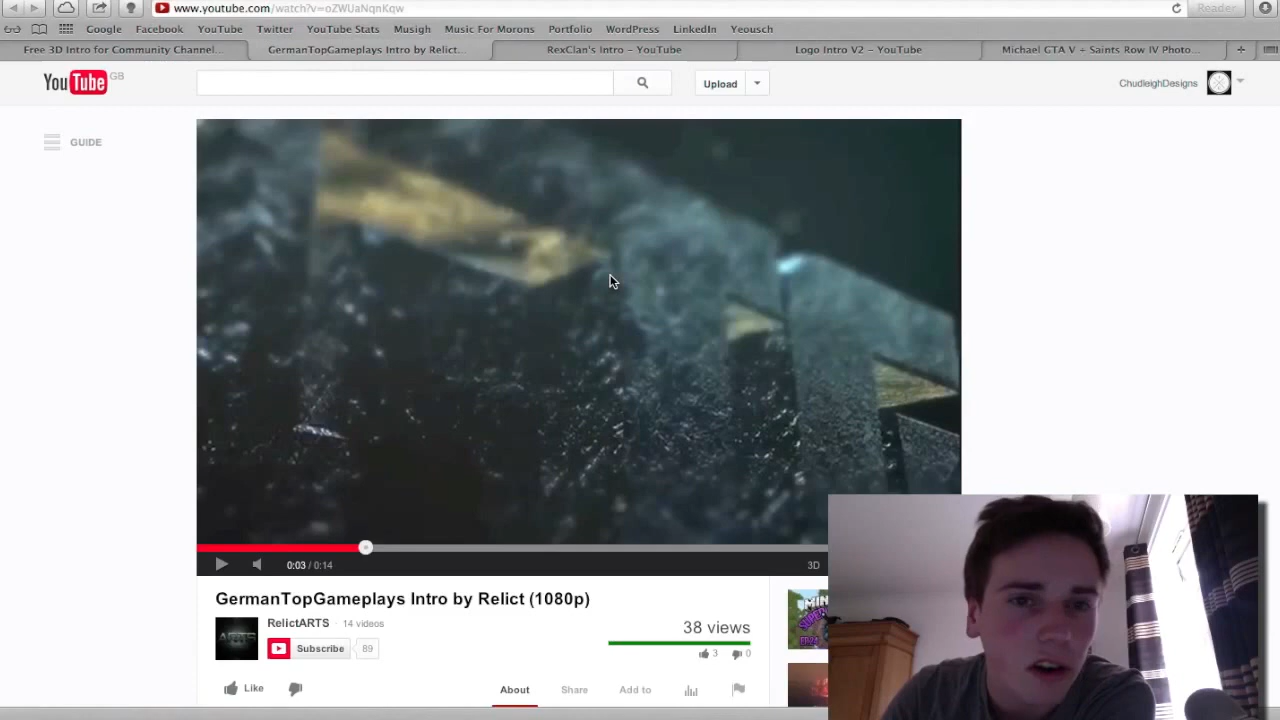 www.youtube.com/watch?v=oZWUaNqnKqw
Reader
Google Facebook YouTube Twitter YouTube Stats Musigh Music For Morons Portfolio WordPress LinkedIn Yeousch
Free 3D Intro for Community Channel...
GermanTopGameplays Intro by Relict...
RexClan's Intro – YouTube
Logo Intro V2 – YouTube
Michael GTA V + Saints Row IV Photo...
YouTube GB
Upload
ChudleighDesigns
GUIDE
0:03 / 0:14
3D
GermanTopGameplays Intro by Relict (1080p)
RelictARTS · 14 videos
38 views
Subscribe 89
3 0
Like
About Share Add to